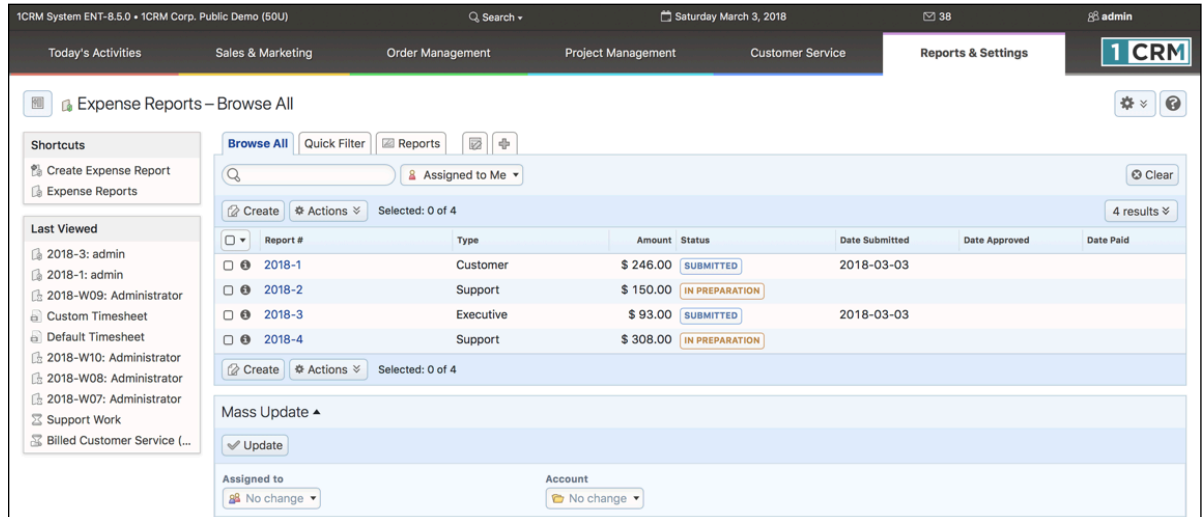 1CRM System ENT-8.5.0 • 1CRM Corp. Public Demo (50U) Search Saturday March 3, 2018 38 admin
Today's Activities Sales & Marketing Order Management Project Management Customer Service Reports & Settings 1 CRM
Expense Reports – Browse All
Shortcuts
Create Expense Report
Expense Reports
Last Viewed
2018-3: admin
2018-1: admin
2018-W09: Administrator
Custom Timesheet
Default Timesheet
2018-W10: Administrator
2018-W08: Administrator
2018-W07: Administrator
Support Work
Billed Customer Service (...
Browse All Quick Filter Reports
Assigned to Me Clear
Create Actions Selected: 0 of 4 4 results
Report # Type Amount Status Date Submitted Date Approved Date Paid
2018-1 Customer $ 246.00 SUBMITTED 2018-03-03
2018-2 Support $ 150.00 IN PREPARATION
2018-3 Executive $ 93.00 SUBMITTED 2018-03-03
2018-4 Support $ 308.00 IN PREPARATION
Create Actions Selected: 0 of 4
Mass Update
Update
Assigned to Account
No change No change